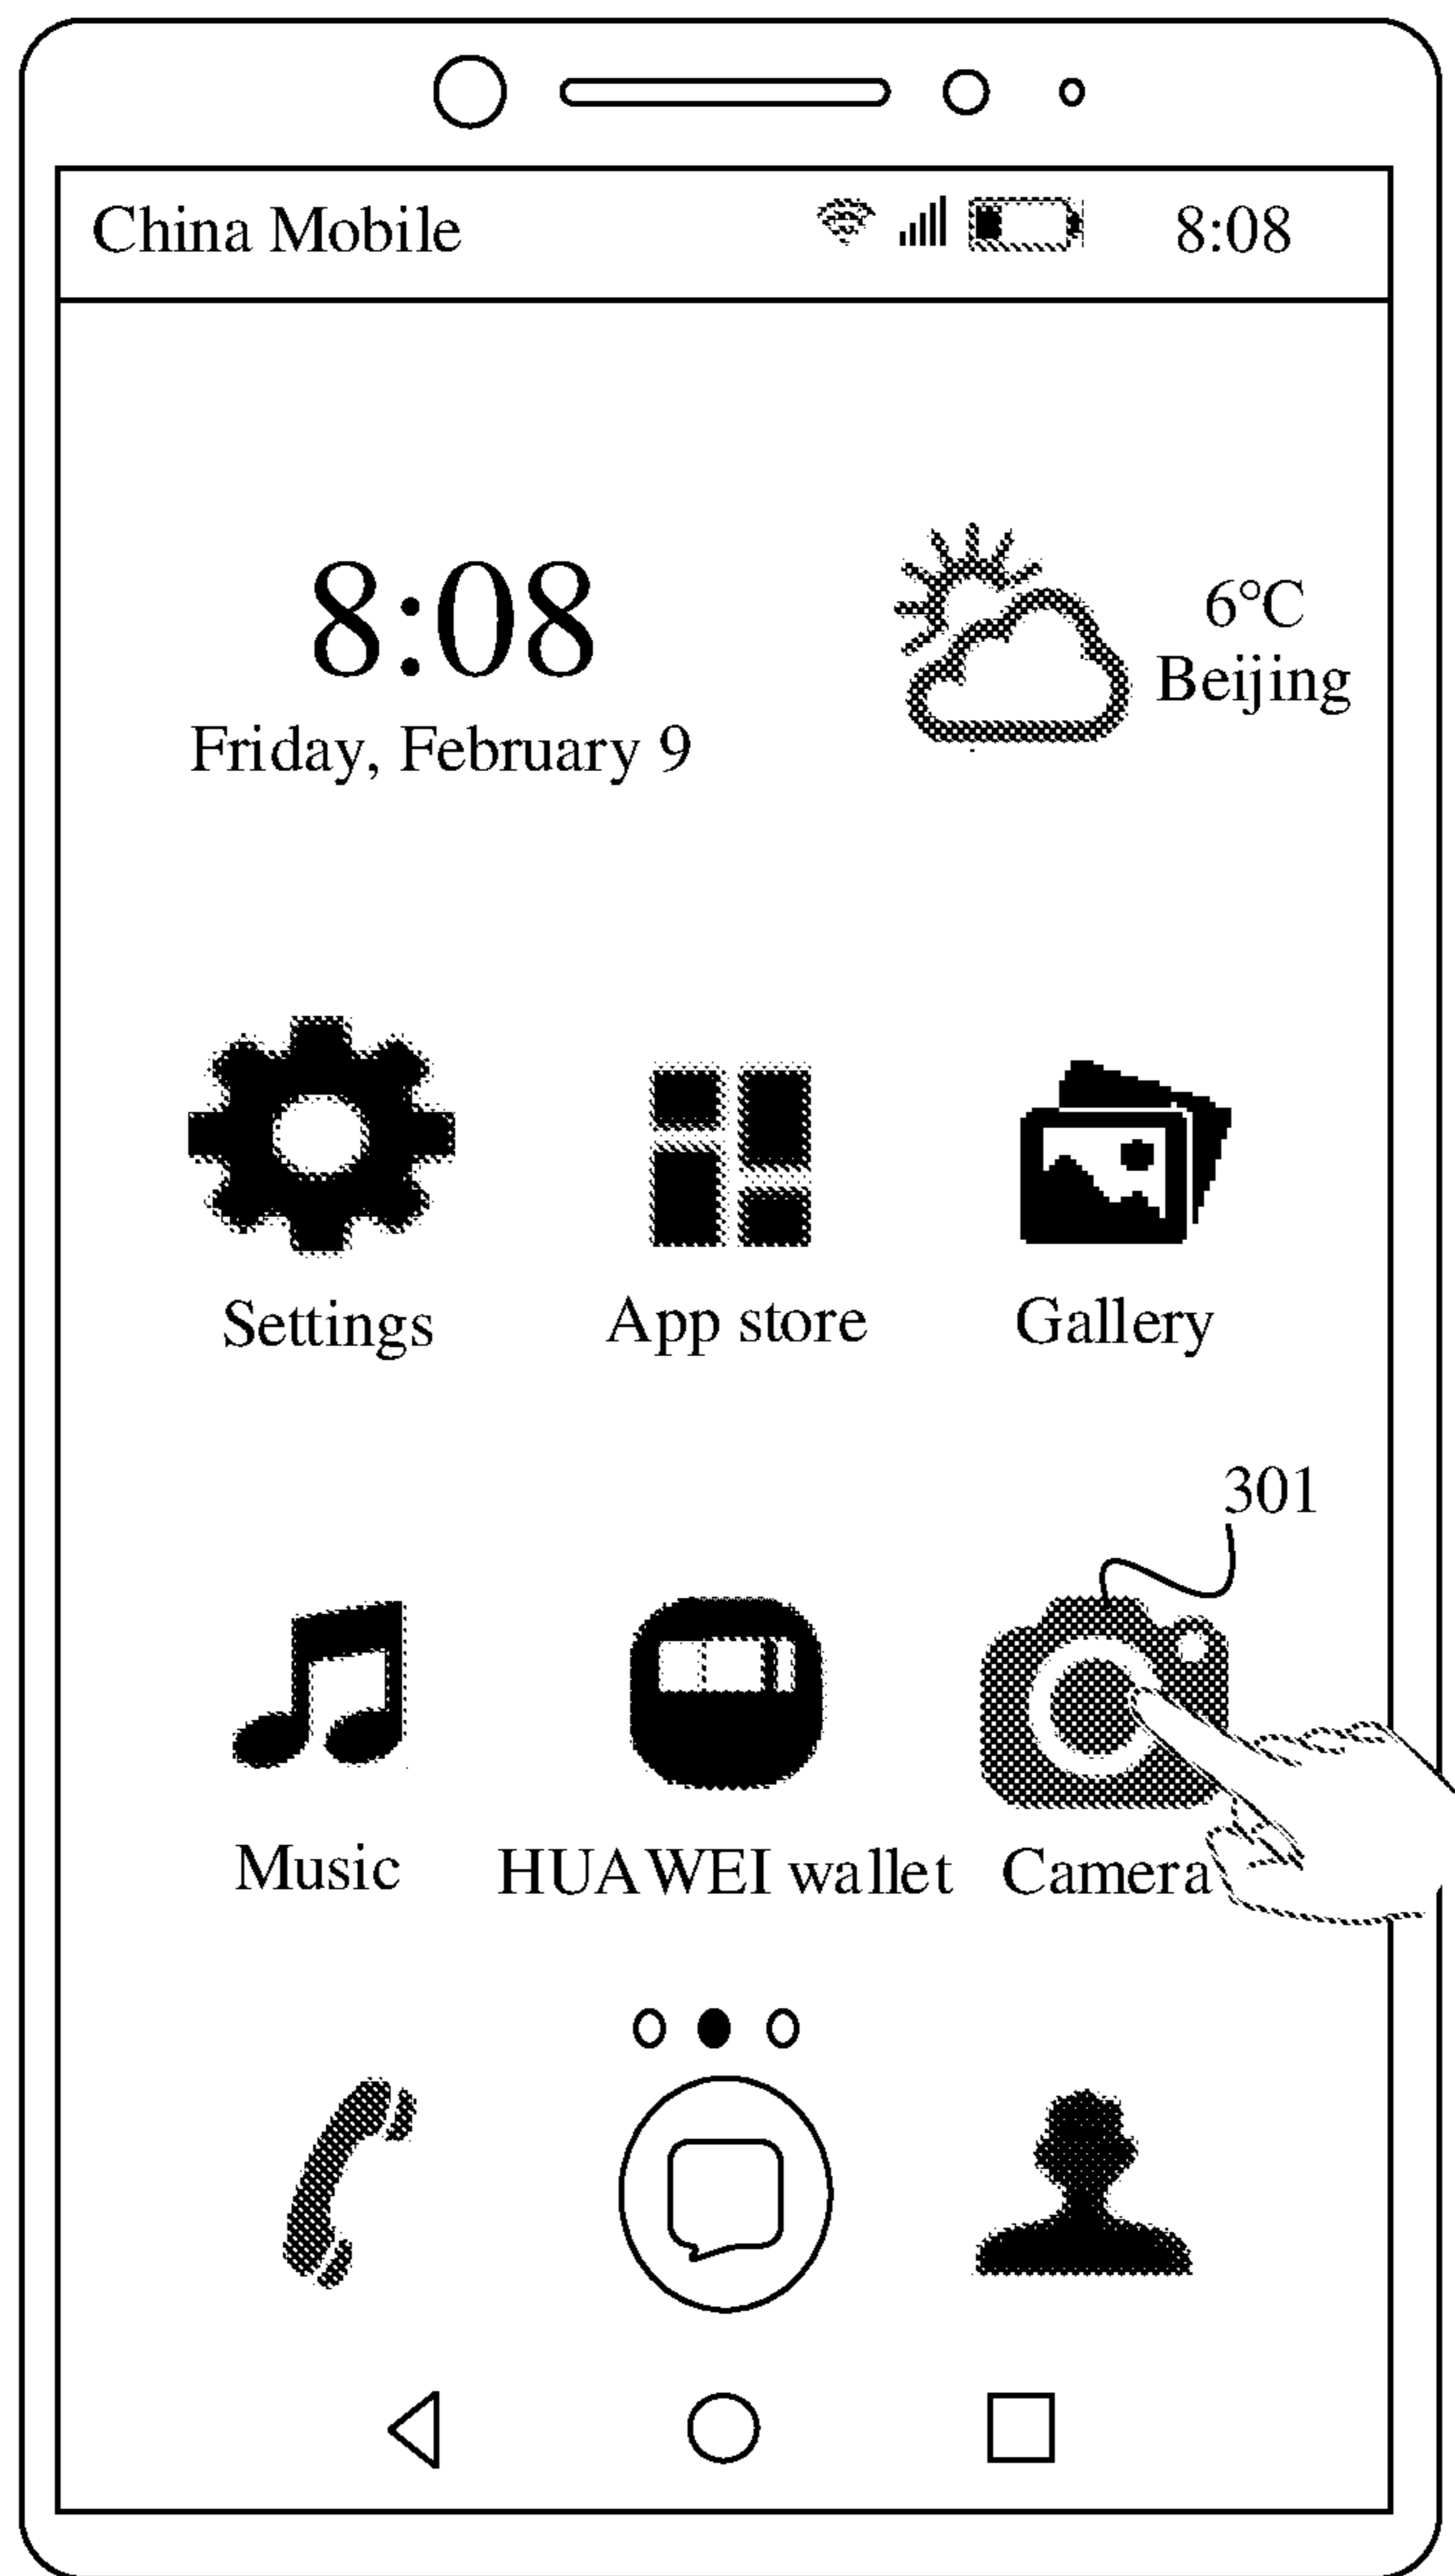 China Mobile 8:08
8:08
6°C
Beijing
Friday, February 9
Settings App store Gallery
301
Music HUAWEI wallet Camera